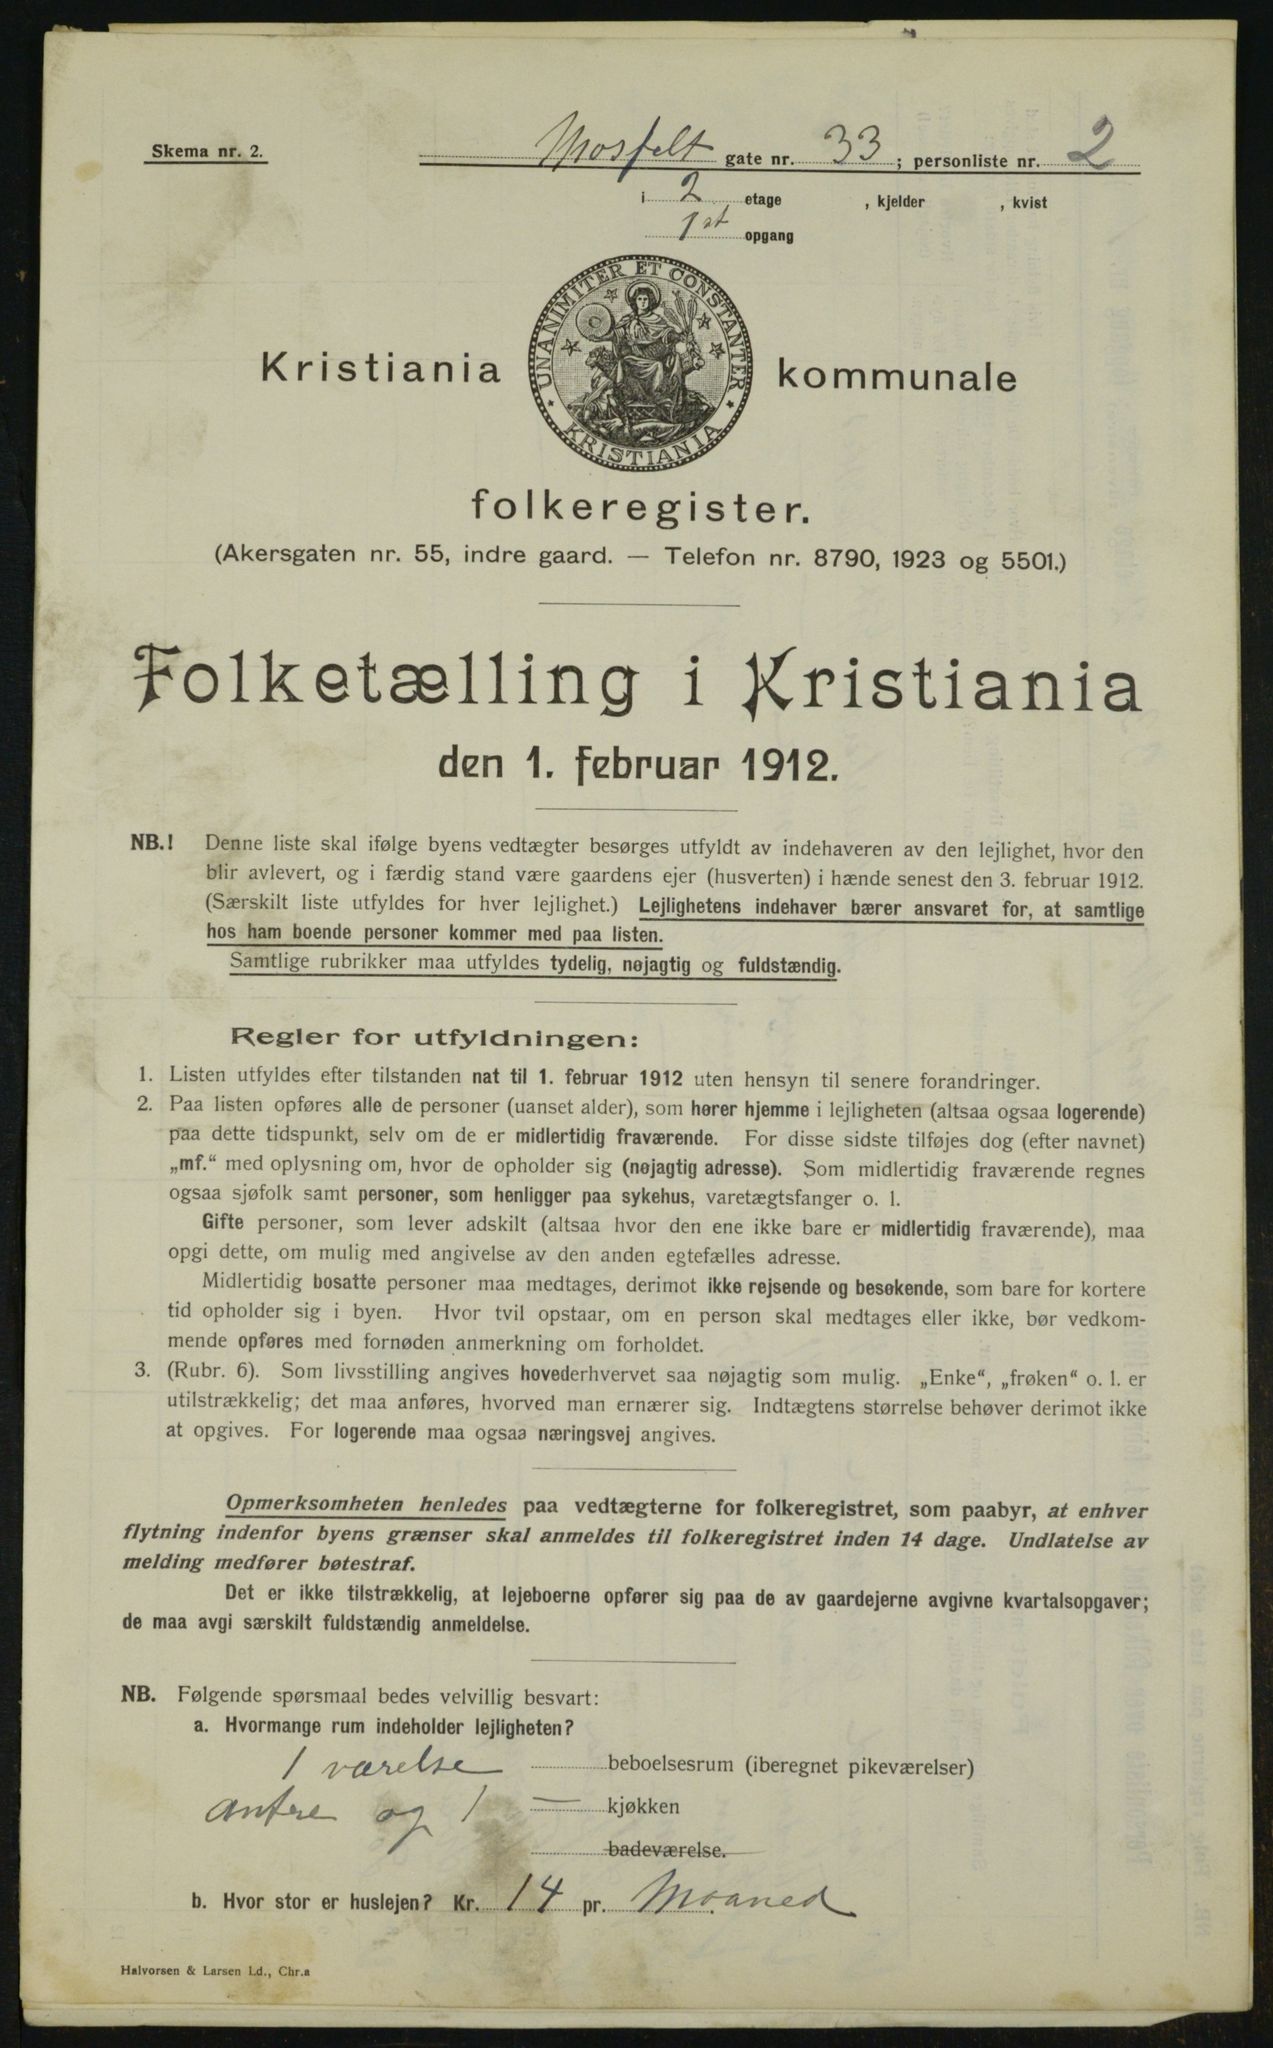 Skema nr. 2.
Mosfelt gate nr. 33 ; personliste nr. 2
i 2 etage , kjelder , kvist
1st opgang
UNANIMITER ET CONSTANTER
KRISTIANIA
Kristiania kommunale
folkeregister.
(Akersgaten nr. 55, indre gaard. — Telefon nr. 8790, 1923 og 5501.)
Folketælling i Kristiania
den 1. februar 1912.
NB.! Denne liste skal ifølge byens vedtægter besørges utfyldt av indehaveren av den lejlighet, hvor den
blir avlevert, og i færdig stand være gaardens ejer (husverten) i hænde senest den 3. februar 1912.
(Særskilt liste utfyldes for hver lejlighet.) Lejlighetens indehaver bærer ansvaret for, at samtlige
hos ham boende personer kommer med paa listen.
Samtlige rubrikker maa utfyldes tydelig, nøjagtig og fuldstændig.
Regler for utfyldningen:
1. Listen utfyldes efter tilstanden nat til 1. februar 1912 uten hensyn til senere forandringer.
2. Paa listen opføres alle de personer (uanset alder), som hører hjemme i lejligheten (altsaa ogsaa logerende)
paa dette tidspunkt, selv om de er midlertidig fraværende. For disse sidste tilføjes dog (efter navnet)
„mf.“ med oplysning om, hvor de opholder sig (nøjagtig adresse). Som midlertidig fraværende regnes
ogsaa sjøfolk samt personer, som henligger paa sykehus, varetægtsfanger o. l.
Gifte personer, som lever adskilt (altsaa hvor den ene ikke bare er midlertidig fraværende), maa
opgi dette, om mulig med angivelse av den anden egtefælles adresse.
Midlertidig bosatte personer maa medtages, derimot ikke rejsende og besøkende, som bare for kortere
tid opholder sig i byen. Hvor tvil opstaar, om en person skal medtages eller ikke, bør vedkom-
mende opføres med fornøden anmerkning om forholdet.
3. (Rubr. 6). Som livsstilling angives hovederhvervet saa nøjagtig som mulig. „Enke“, „frøken“ o. l. er
utilstrækkelig; det maa anføres, hvorved man ernærer sig. Indtægtens størrelse behøver derimot ikke
at opgives. For logerende maa ogsaa næringsvej angives.
Opmerksomheten henledes paa vedtægterne for folkeregistret, som paabyr, at enhver
flytning indenfor byens grænser skal anmeldes til folkeregistret inden 14 dage. Undlatelse av
melding medfører bøtestraf.
Det er ikke tilstrækkelig, at lejeboerne opfører sig paa de av gaardejerne avgivne kvartalsopgaver;
de maa avgi særskilt fuldstændig anmeldelse.
NB. Følgende spørsmaal bedes velvillig besvart:
a. Hvormange rum indeholder lejligheten?
1 værelse beboelsesrum (iberegnet pikeværelser)
antre og 1 — kjøkken
badeværelse.
b. Hvor stor er huslejen? Kr. 14 pr. Moaned
Halvorsen & Larsen Ld., Chr.a